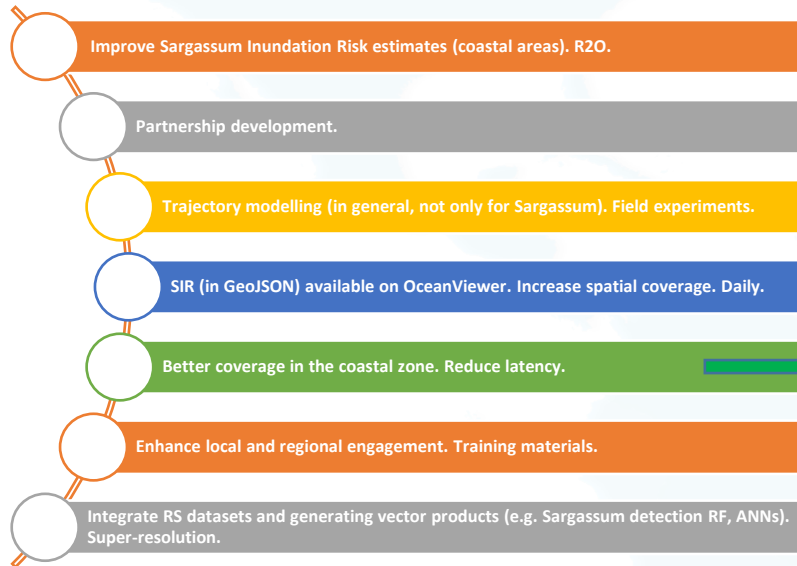 Improve Sargassum Inundation Risk estimates (coastal areas). R2O.
Partnership development.
Trajectory modelling (in general, not only for Sargassum). Field experiments.
SIR (in GeoJSON) available on OceanViewer. Increase spatial coverage. Daily.
Better coverage in the coastal zone. Reduce latency.
Enhance local and regional engagement. Training materials.
Integrate RS datasets and generating vector products (e.g. Sargassum detection RF, ANNs).
Super-resolution.